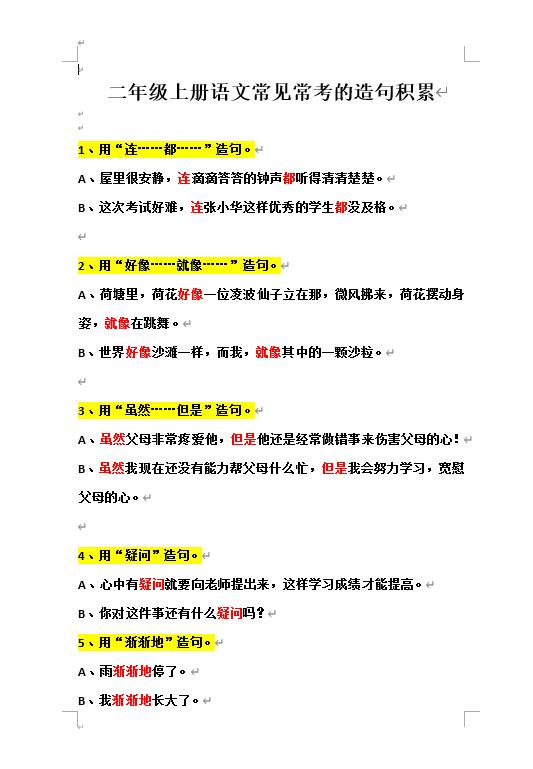 二年级上册语文常见常考的造句积累
1、用“连……都……”造句。
A、屋里很安静，连滴滴答答的钟声都听得清清楚楚。
B、这次考试好难，连张小华这样优秀的学生都没及格。
2、用“好像……就像……”造句。
A、荷塘里，荷花好像一位凌波仙子立在那，微风拂来，荷花摆动身
姿，就像在跳舞。
B、世界好像沙滩一样，而我，就像其中的一颗沙粒。
3、用“虽然……但是”造句。
A、虽然父母非常疼爱他，但是他还是经常做错事来伤害父母的心！
B、虽然我现在还没有能力帮父母什么忙，但是我会努力学习，宽慰
父母的心。
4、用“疑问”造句。
A、心中有疑问就要向老师提出来，这样学习成绩才能提高。
B、你对这件事还有什么疑问吗？
5、用“渐渐地”造句。
A、雨渐渐地停了。
B、我渐渐地长大了。